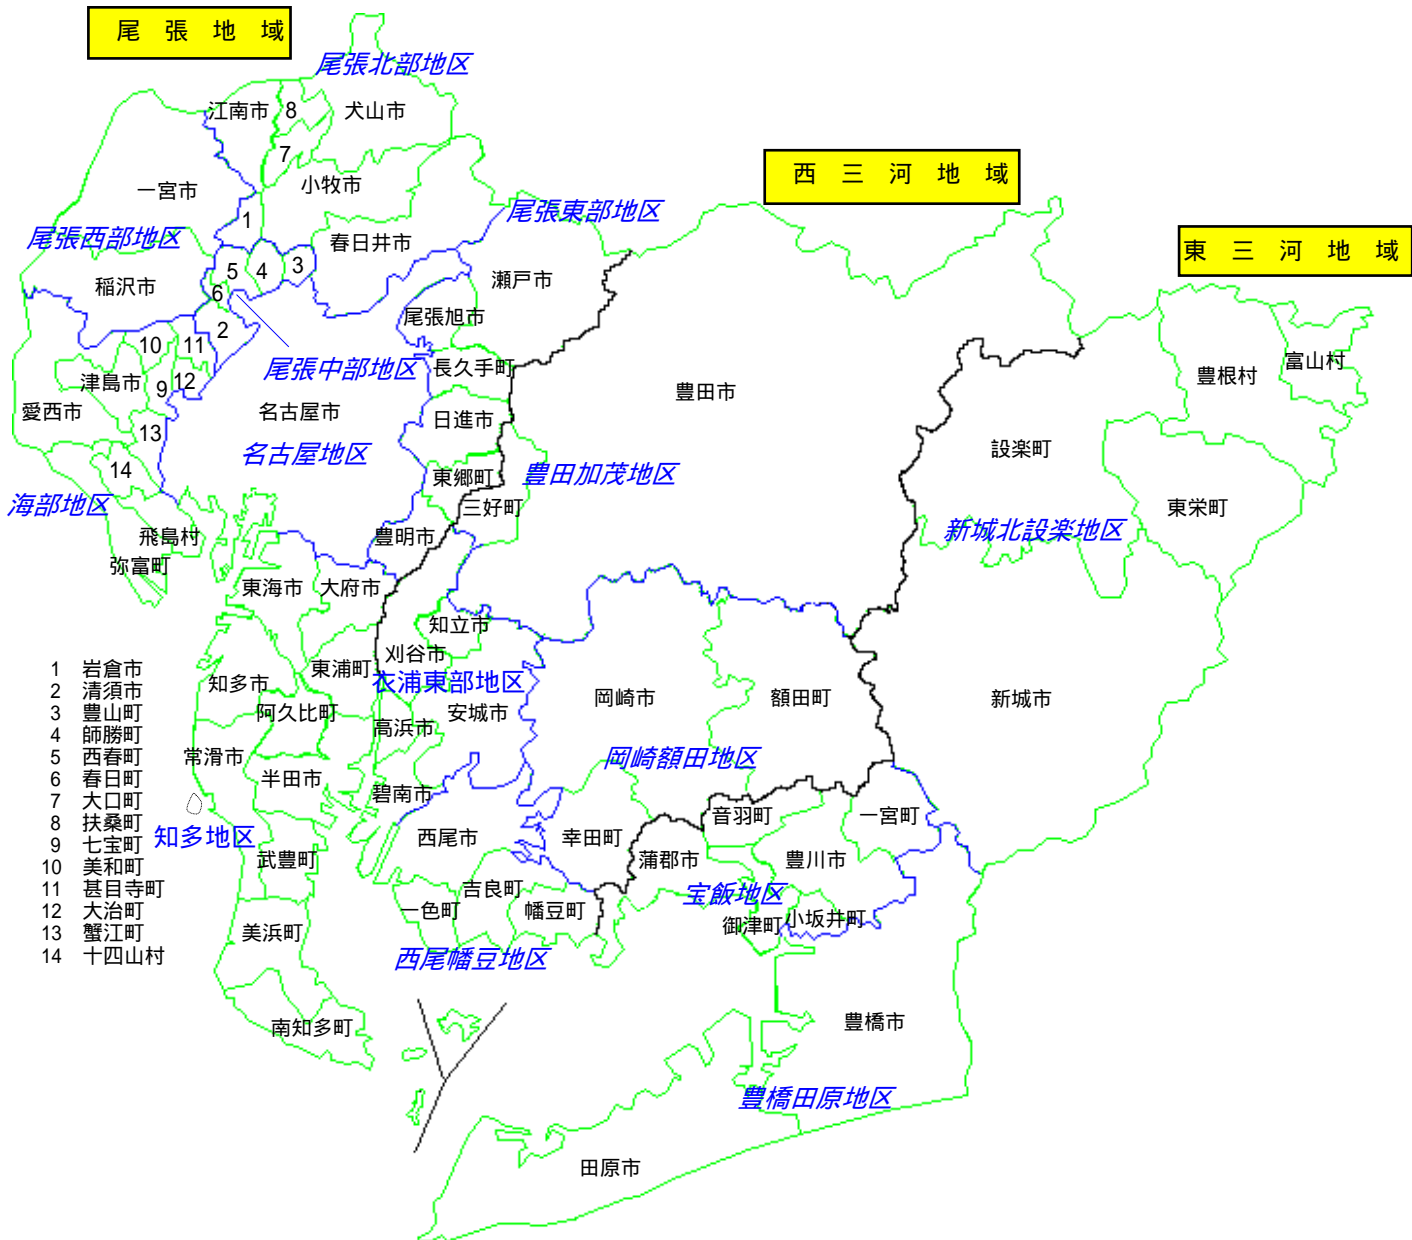 尾 張 地 域
尾張北部地区
江南市
8
犬山市
7
一宮市
小牧市
西 三 河 地 域
1
尾張東部地区
尾張西部地区
春日井市
東 三 河 地 域
5
4
3
稲沢市
瀬戸市
6
尾張旭市
2
10
11
尾張中部地区
長久手町
富山村
豊根村
津島市
9
12
豊田市
愛西市
名古屋市
日進市
13
名古屋地区
設楽町
14
東郷町
豊田加茂地区
海部地区
三好町
東栄町
飛島村
豊明市
新城北設楽地区
弥富町
東海市
大府市
知立市
刈谷市
東浦町
知多市
衣浦東部地区
岡崎市
額田町
新城市
阿久比町
安城市
高浜市
常滑市
岡崎額田地区
半田市
碧南市
音羽町
一宮町
知多地区
西尾市
幸田町
武豊町
蒲郡市
豊川市
吉良町
宝飯地区
一色町
幡豆町
御津町
小坂井町
美浜町
西尾幡豆地区
南知多町
豊橋市
豊橋田原地区
田原市
1 岩倉市
2 清須市
3 豊山町
4 師勝町
5 西春町
6 春日町
7 大口町
8 扶桑町
9 七宝町
10 美和町
11 甚目寺町
12 大治町
13 蟹江町
14 十四山村